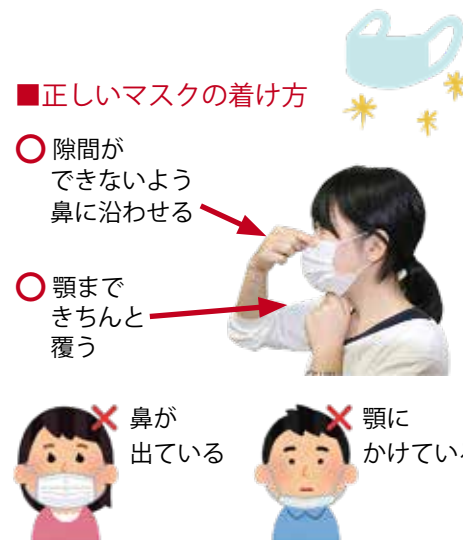 ■正しいマスクの着け方
隙間が
できないよう
鼻に沿わせる
顎まで
きちんと
覆う
鼻が
出ている
顎に
かけている